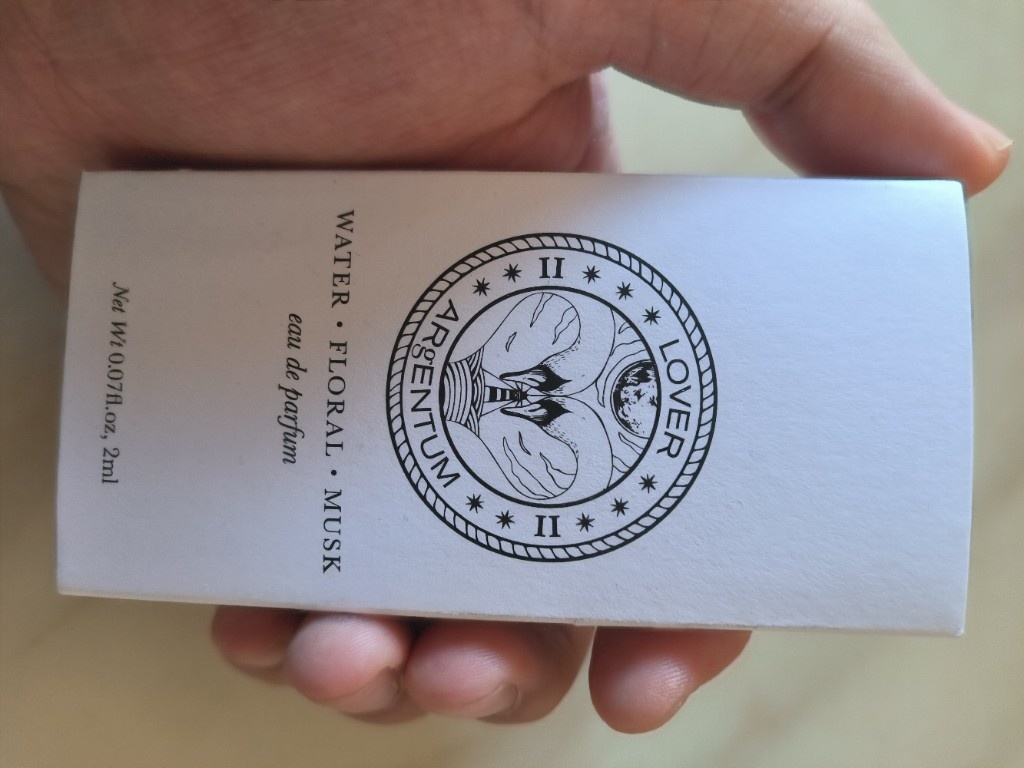 LOVER
II
II
ARgENTUM
WATER • FLORAL • MUSK
eau de parfum
Net Wt 0.07fl.oz, 2ml